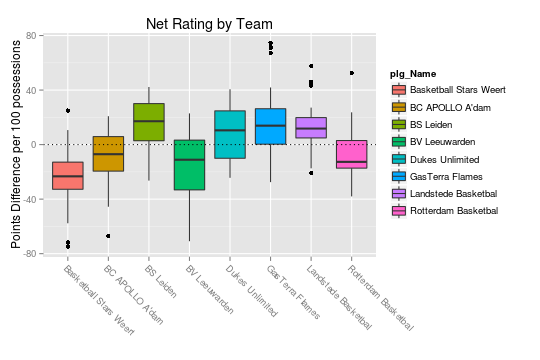 Net Rating by Team
Points Difference per 100 possessions
80
40
0
-40
-80
Basketball Stars Weert
BC APOLLO A'dam
BS Leiden
BV Leeuwarden
Dukes Unlimited
GasTerra Flames
Landstede Basketbal
Rotterdam Basketbal
plg_Name
Basketball Stars Weert
BC APOLLO A'dam
BS Leiden
BV Leeuwarden
Dukes Unlimited
GasTerra Flames
Landstede Basketbal
Rotterdam Basketbal